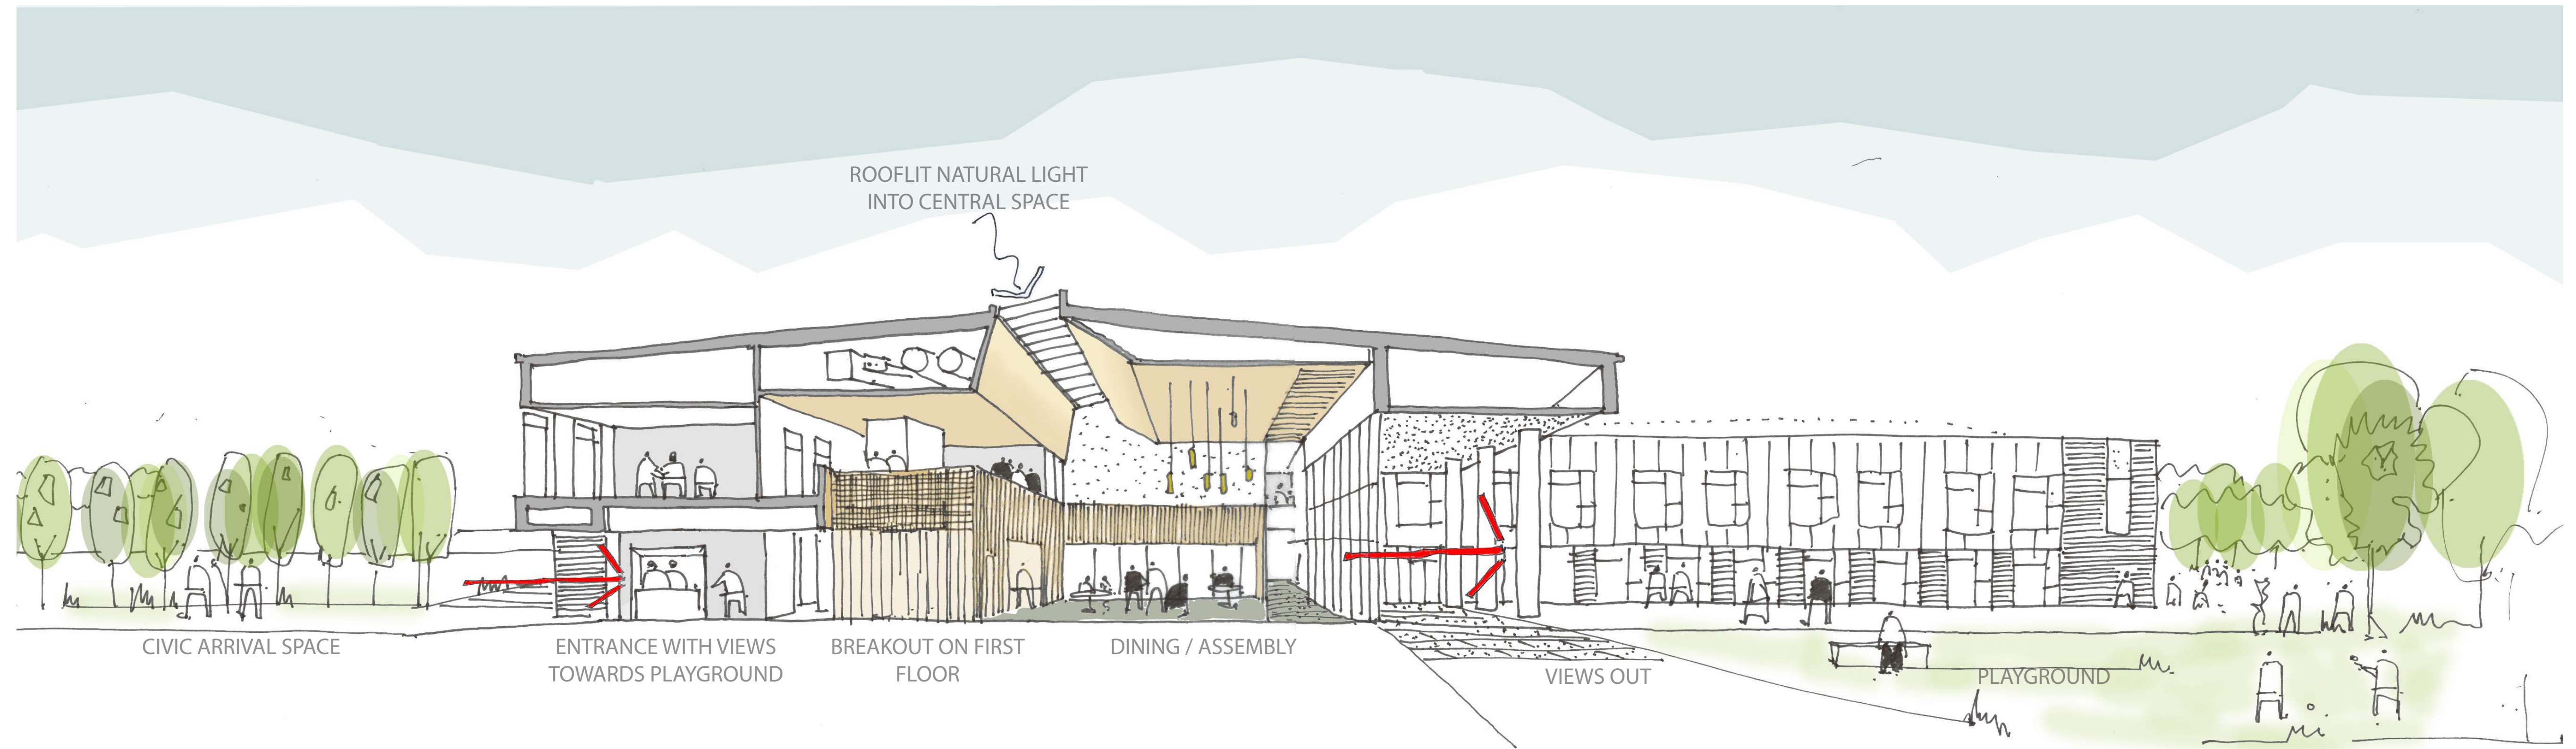 ROOFLIT NATURAL LIGHT
INTO CENTRAL SPACE
CIVIC ARRIVAL SPACE
ENTRANCE WITH VIEWS
TOWARDS PLAYGROUND
BREAKOUT ON FIRST
FLOOR
DINING / ASSEMBLY
VIEWS OUT
PLAYGROUND